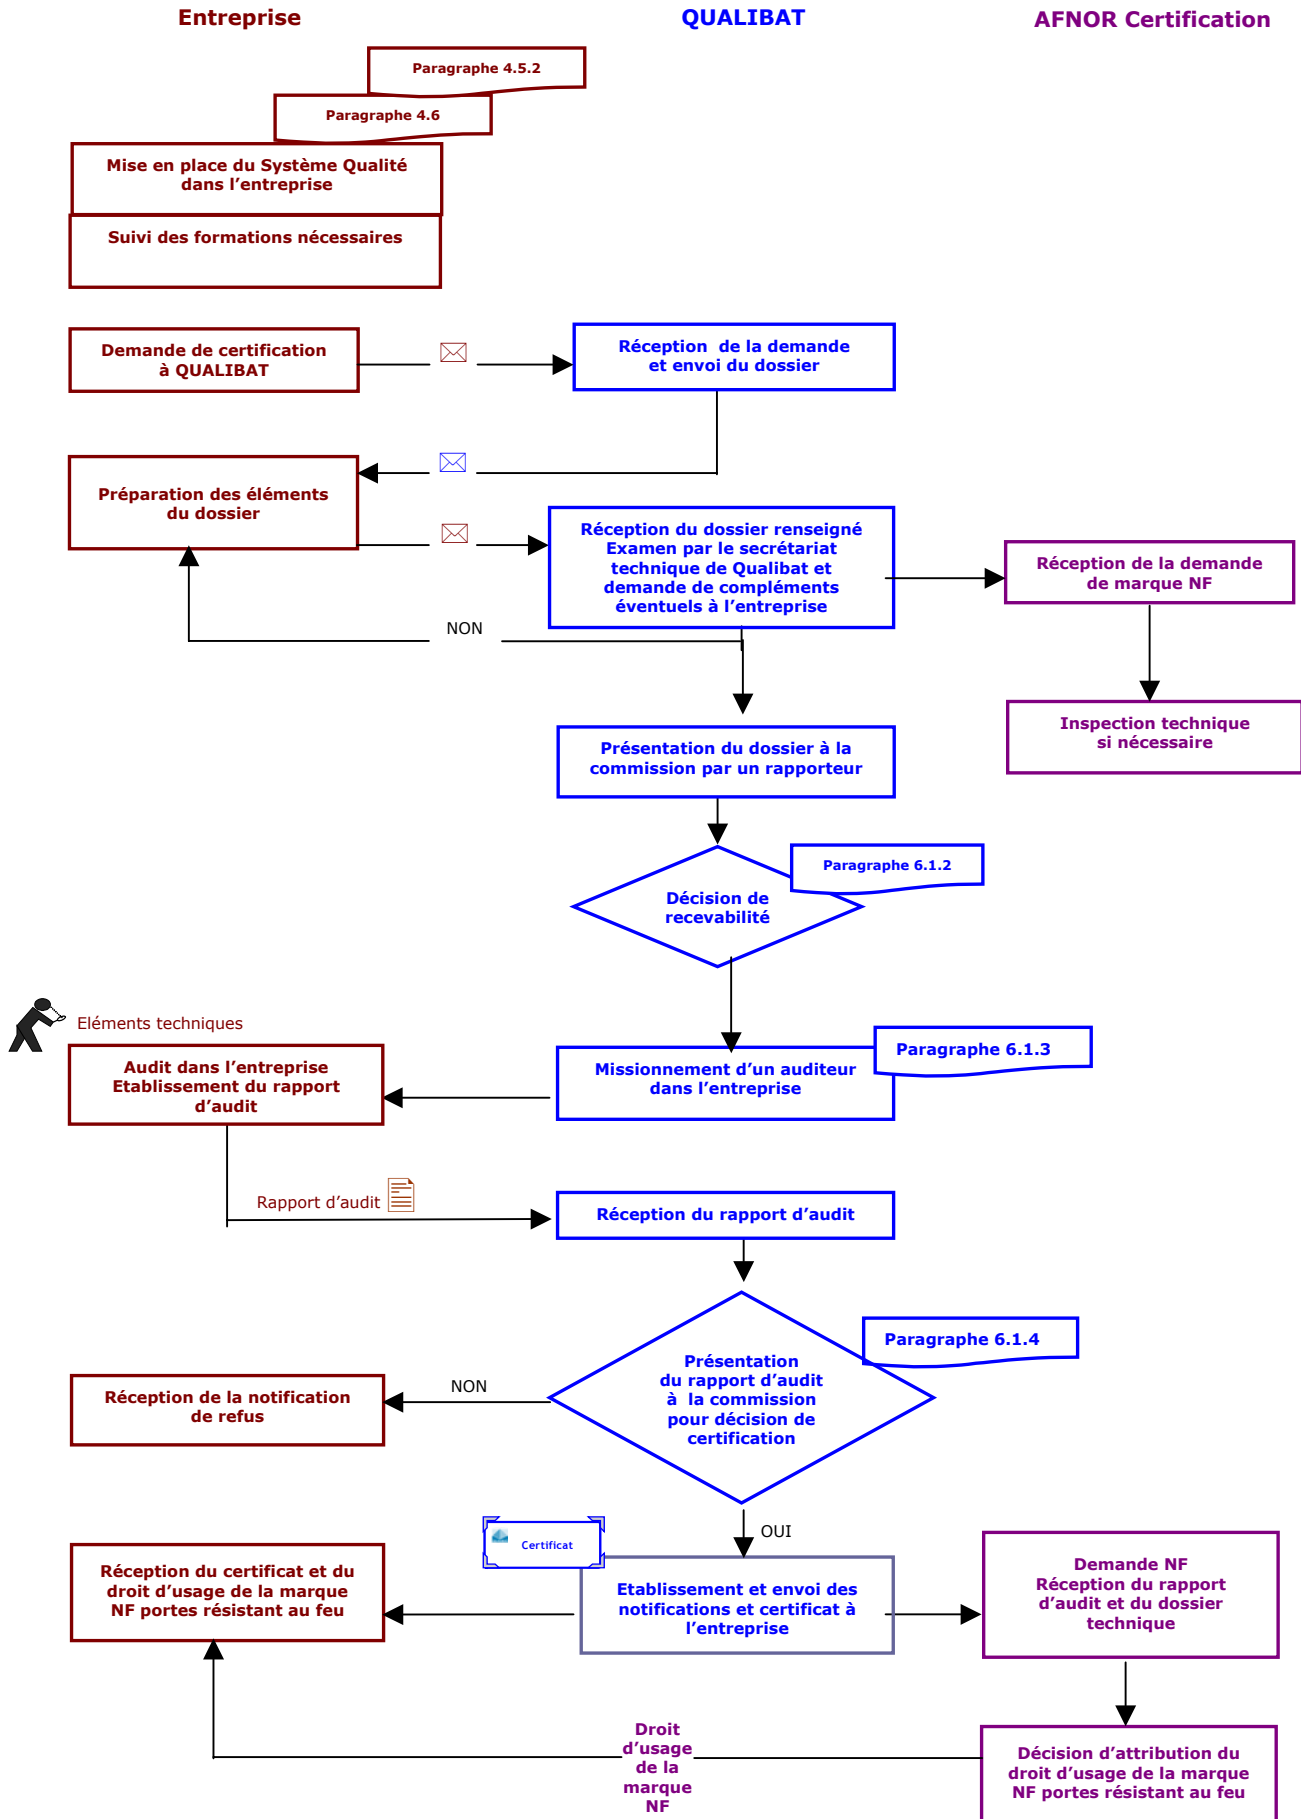 Entreprise
QUALIBAT
AFNOR Certification
Paragraphe 4.5.2
Paragraphe 4.6
Mise en place du Système Qualité
dans l’entreprise
Suivi des formations nécessaires
Demande de certification
à QUALIBAT
Réception  de la demande
et envoi du dossier
Préparation des éléments
du dossier
Réception du dossier renseigné
Examen par le secrétariat
technique de Qualibat et
demande de compléments
éventuels à l’entreprise
Réception de la demande
de marque NF
NON
Inspection technique
si nécessaire
Présentation du dossier à la
commission par un rapporteur
Paragraphe 6.1.2
Décision de
recevabilité
Eléments techniques
Audit dans l’entreprise
Etablissement du rapport
d’audit
Missionnement d’un auditeur
dans l’entreprise
Paragraphe 6.1.3
Rapport d’audit
Réception du rapport d’audit
Paragraphe 6.1.4
Présentation
du rapport d’audit
à  la commission
pour décision de
certification
NON
Réception de la notification
de refus
OUI
Certificat
Réception du certificat et du
droit d’usage de la marque
NF portes résistant au feu
Etablissement et envoi des
notifications et certificat à
l’entreprise
Demande NF
Réception du rapport
d’audit et du dossier
technique
Droit
d’usage
de la
marque
NF
Décision d’attribution du
droit d’usage de la marque
NF portes résistant au feu